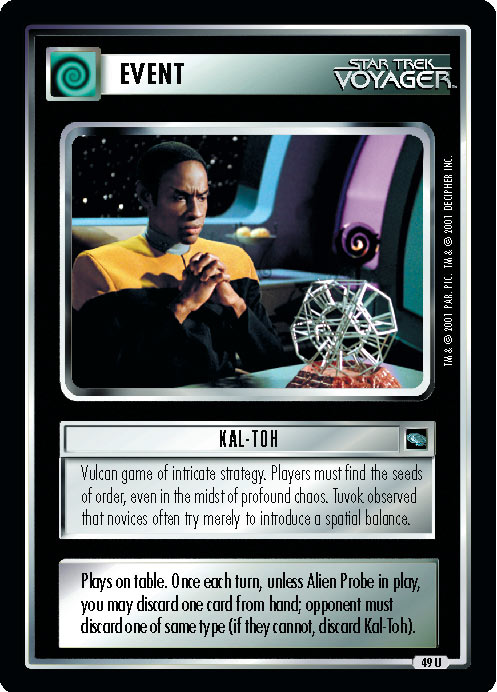 EVENT
STAR TREK
VOYAGER™
TM & © 2001 PAR. PIC. TM & © 2001 DECIPHER INC.
KAL-TOH
Vulcan game of intricate strategy. Players must find the seeds
of order, even in the midst of profound chaos. Tuvok observed
that novices often try merely to introduce a spatial balance.
Plays on table. Once each turn, unless Alien Probe in play,
you may discard one card from hand; opponent must
discard one of same type (if they cannot, discard Kal-Toh).
49 U